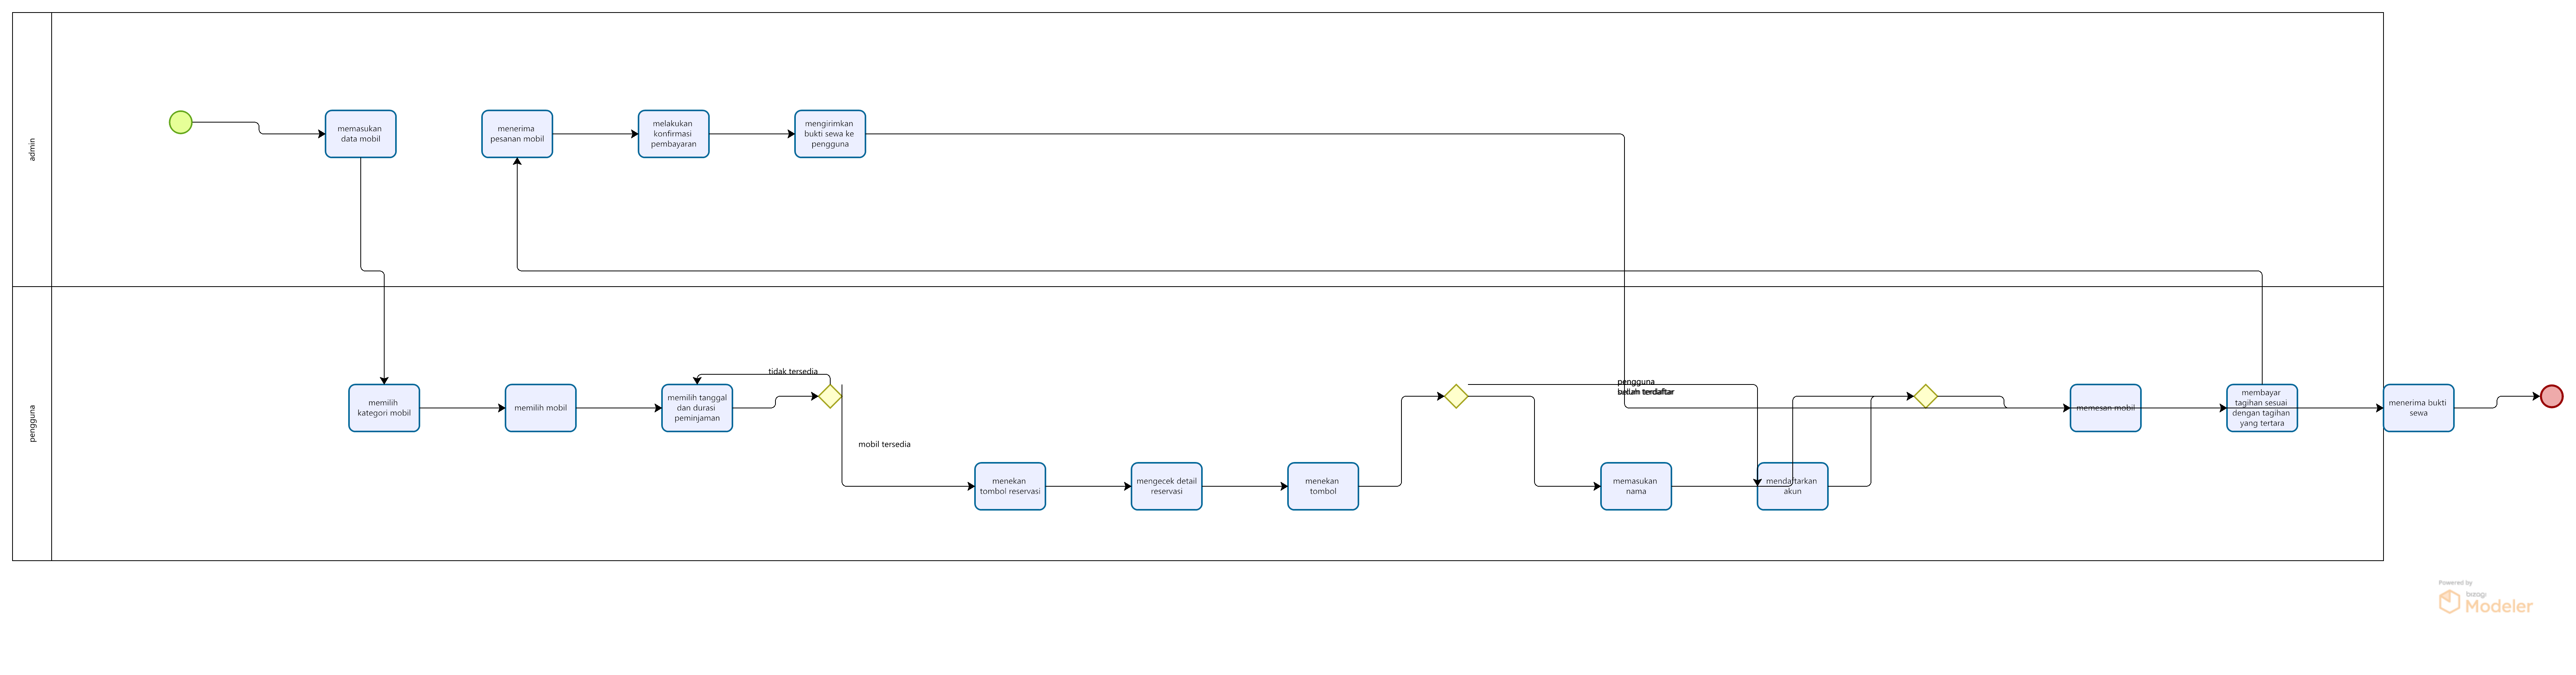 admin
memasukan
data mobil
menerima
pesanan mobil
melakukan
konfirmasi
pembayaran
mengirimkan
bukti sewa ke
pengguna
pengguna
memilih
kategori mobil
memilih mobil
memilih tanggal
dan durasi
peminjaman
tidak tersedia
mobil tersedia
menekan
tombol reservasi
mengecek detail
reservasi
menekan
tombol
pengguna
terdaftar
memasukan
nama
mendaftarkan
akun
memesan mobil
membayar
tagihan sesuai
dengan tagihan
yang tertara
menerima bukti
sewa
Powered by
bizagi
Modeler